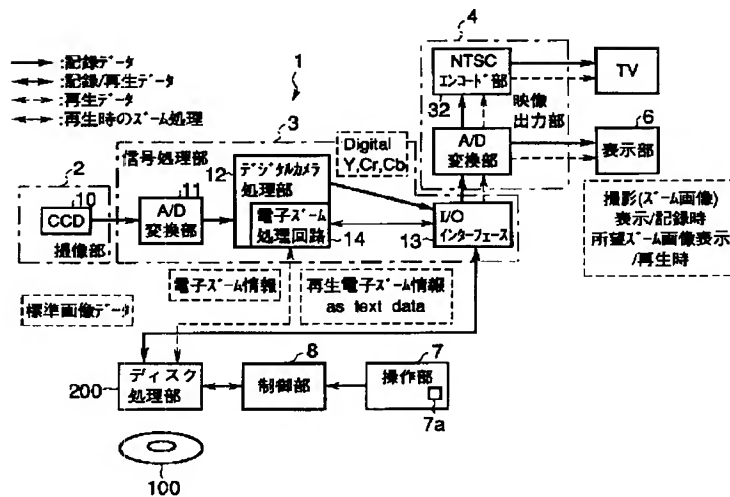 :記録データ
:記録/再生データ
:再生データ
:再生時のズーム処理
1
2
CCD
10
撮像部
3
信号処理部
11
A/D
変換部
12
デジタルカメラ
処理部
電子ズーム
処理回路
14
Digital
Y,Cr,Cb
13
I/O
インターフェース
4
NTSC
エンコード部
32
映像
出力部
A/D
変換部
TV
6
表示部
撮影(ズーム画像)
表示/記録時
所望ズーム画像表示
/再生時
標準画像データ
電子ズーム情報
再生電子ズーム情報
as text data
200
ディスク
処理部
8
制御部
7
操作部
7a
100